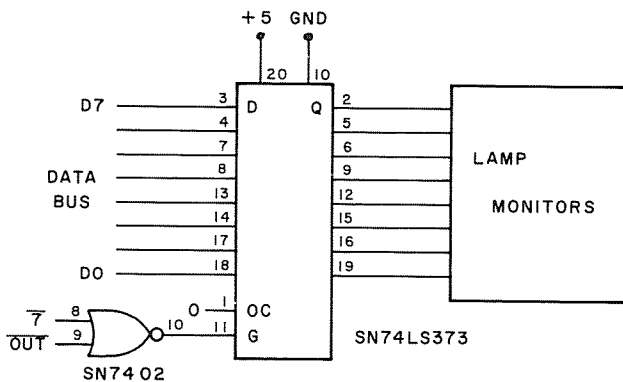 +5 GND
20 10
D7 3 D Q 2
4 5
7 6
DATA 8 9
LAMP
BUS 13 12
MONITORS
14 15
17 16
D0 18 19
0 1 OC
7 8 10 11 G
OUT 9
SN74LS373
SN7402